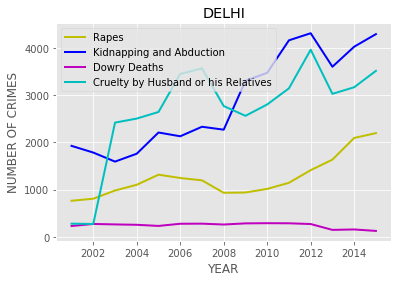 DELHI
Rapes
Kidnapping and Abduction
Dowry Deaths
Cruelty by Husband or his Relatives
NUMBER OF CRIMES
4000
3000
2000
1000
0
2002 2004 2006 2008 2010 2012 2014
YEAR